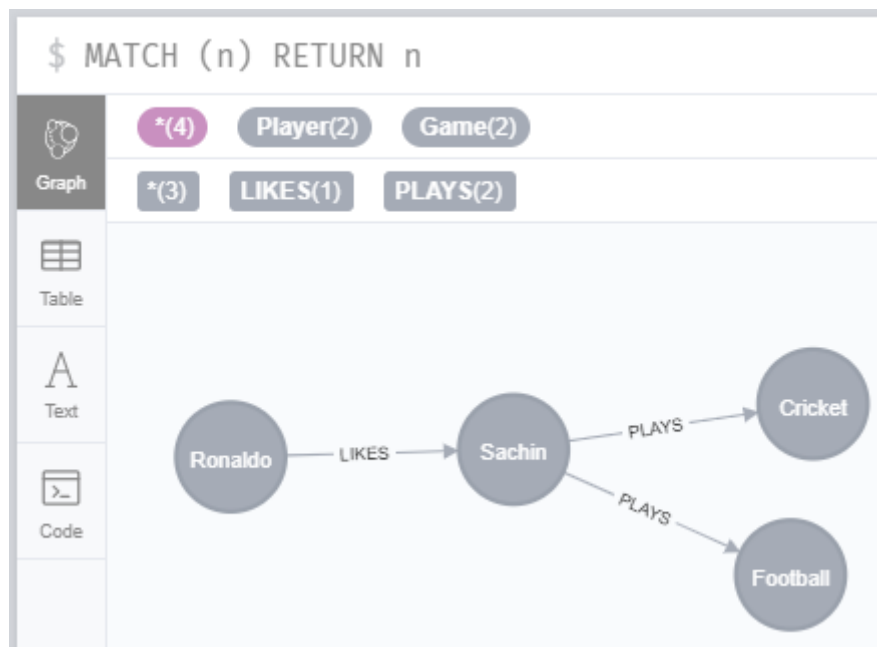 $ MATCH (n) RETURN n
*(4) Player(2) Game(2)
Graph
*(3) LIKES(1) PLAYS(2)
Table
Text
Code
Ronaldo
LIKES
Sachin
PLAYS
Cricket
PLAYS
Football